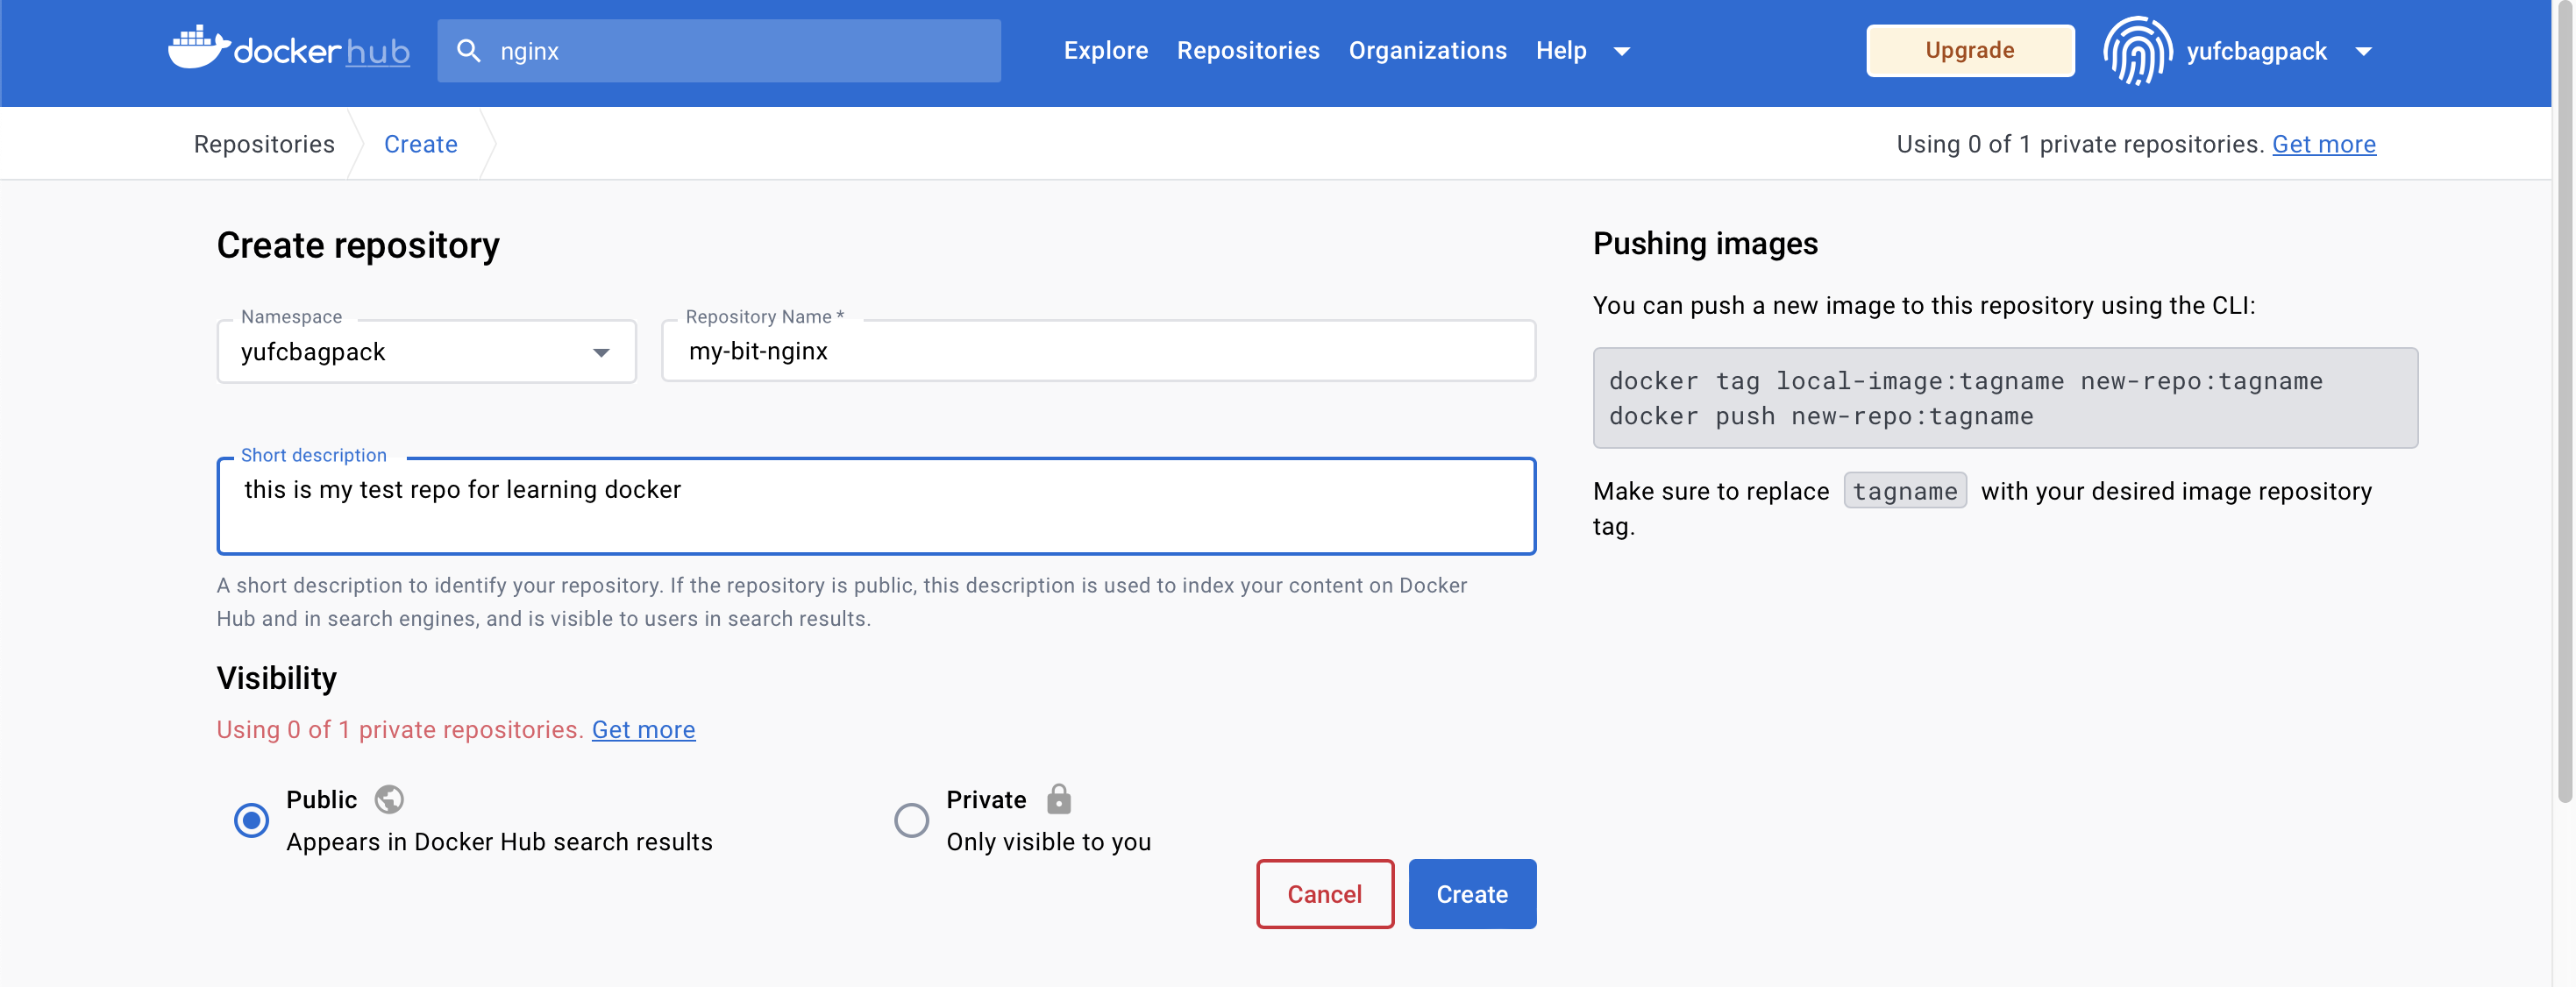 dockerhub
nginx
Explore Repositories Organizations Help
Upgrade
yufcbagpack
Repositories
Create
Using 0 of 1 private repositories. Get more
Create repository
Namespace
yufcbagpack
Repository Name *
my-bit-nginx
Short description
this is my test repo for learning docker
A short description to identify your repository. If the repository is public, this description is used to index your content on Docker
Hub and in search engines, and is visible to users in search results.
Visibility
Using 0 of 1 private repositories. Get more
Public
Appears in Docker Hub search results
Private
Only visible to you
Cancel
Create
Pushing images
You can push a new image to this repository using the CLI:
docker tag local-image:tagname new-repo:tagname
docker push new-repo:tagname
Make sure to replace tagname with your desired image repository
tag.